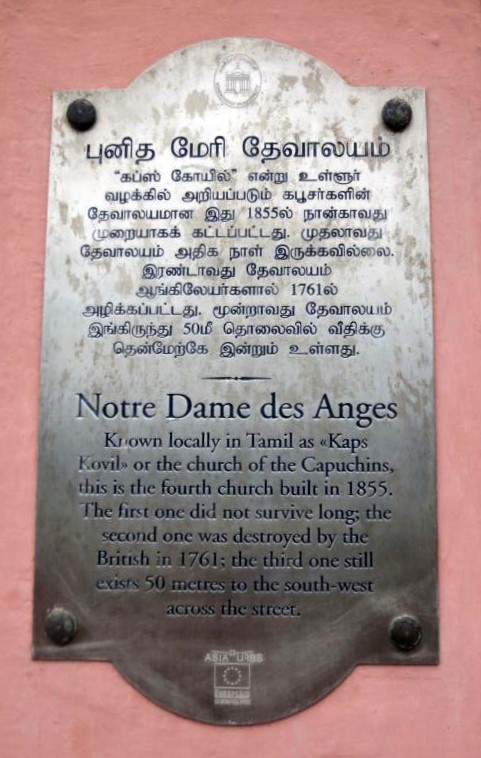 புனித மேரி தேவாலயம்
"கப்ஸ் கோயில்" என்று உள்ளூர்
வழக்கில் அறியப்படும் கபூசர்களின்
தேவாலயமான இது 1855ல் நான்காவது
முறையாகக் கட்டப்பட்டது. முதலாவது
தேவாலயம் அதிக நாள் இருக்கவில்லை.
இரண்டாவது தேவாலயம்
ஆங்கிலேயர்களால் 1761ல்
அழிக்கப்பட்டது. மூன்றாவது தேவாலயம்
இங்கிருந்து 50மீ தொலைவில் வீதிக்கு
தென்மேற்கே இன்றும் உள்ளது.
Notre Dame des Anges
Known locally in Tamil as «Kaps
Kovil» or the church of the Capuchins,
this is the fourth church built in 1855.
The first one did not survive long; the
second one was destroyed by the
British in 1761; the third one still
exists 50 metres to the south-west
across the street.
ASIA URBS